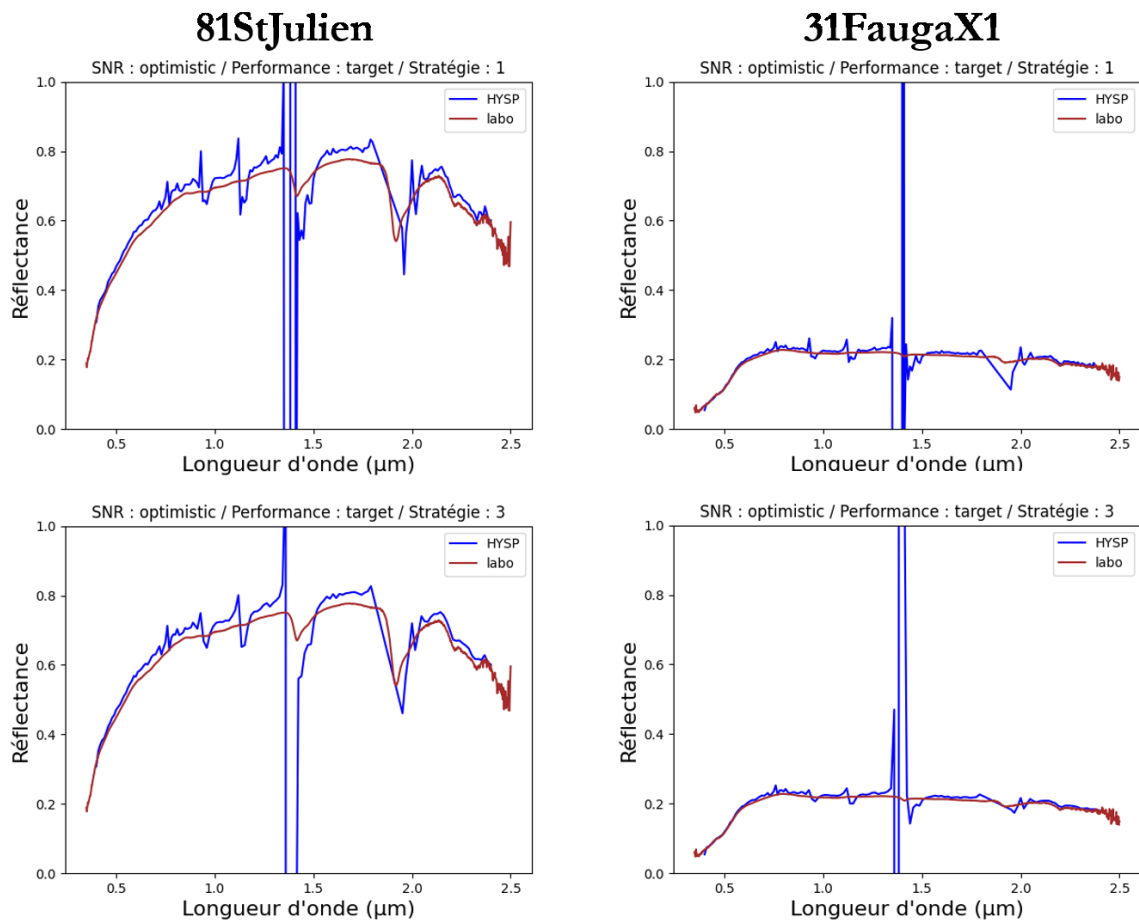 81StJulien
31FaugaX1
SNR : optimistic / Performance : target / Stratégie : 1
HYSP
labo
Réflectance
1.0
0.8
0.6
0.4
0.2
0.0
0.5
1.0
1.5
2.0
2.5
Longueur d'onde (µm)
SNR : optimistic / Performance : target / Stratégie : 1
HYSP
labo
Réflectance
1.0
0.8
0.6
0.4
0.2
0.0
0.5
1.0
1.5
2.0
2.5
Longueur d'onde (µm)
SNR : optimistic / Performance : target / Stratégie : 3
HYSP
labo
Réflectance
1.0
0.8
0.6
0.4
0.2
0.0
0.5
1.0
1.5
2.0
2.5
Longueur d'onde (µm)
SNR : optimistic / Performance : target / Stratégie : 3
HYSP
labo
Réflectance
1.0
0.8
0.6
0.4
0.2
0.0
0.5
1.0
1.5
2.0
2.5
Longueur d'onde (µm)